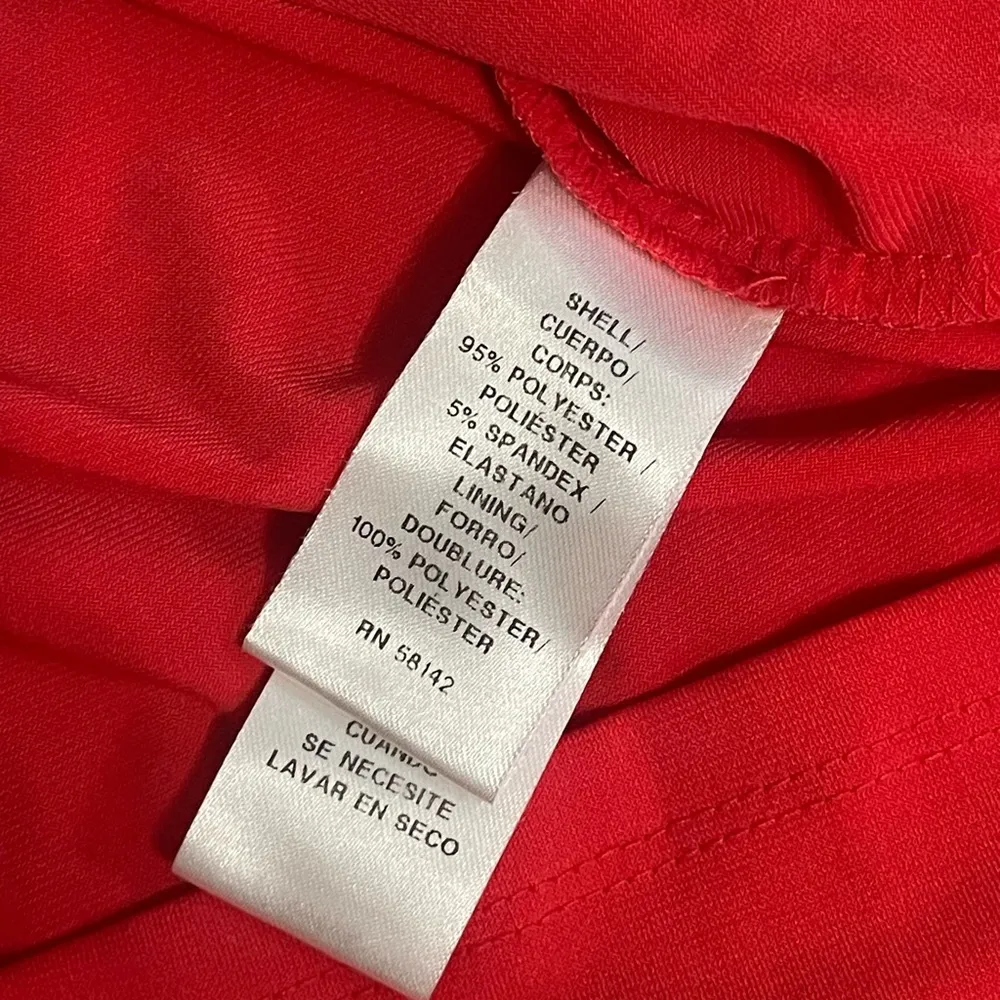 SHELL/
CUERPO/
CORPS:
95% POLYESTER /
POLIÉSTER
5% SPANDEX /
ELASTANO
LINING/
FORRO/
DOUBLURE:
100% POLYESTER/
POLIÉSTER
RN 58142
CUANDO
SE NECESITE
LAVAR EN SECO